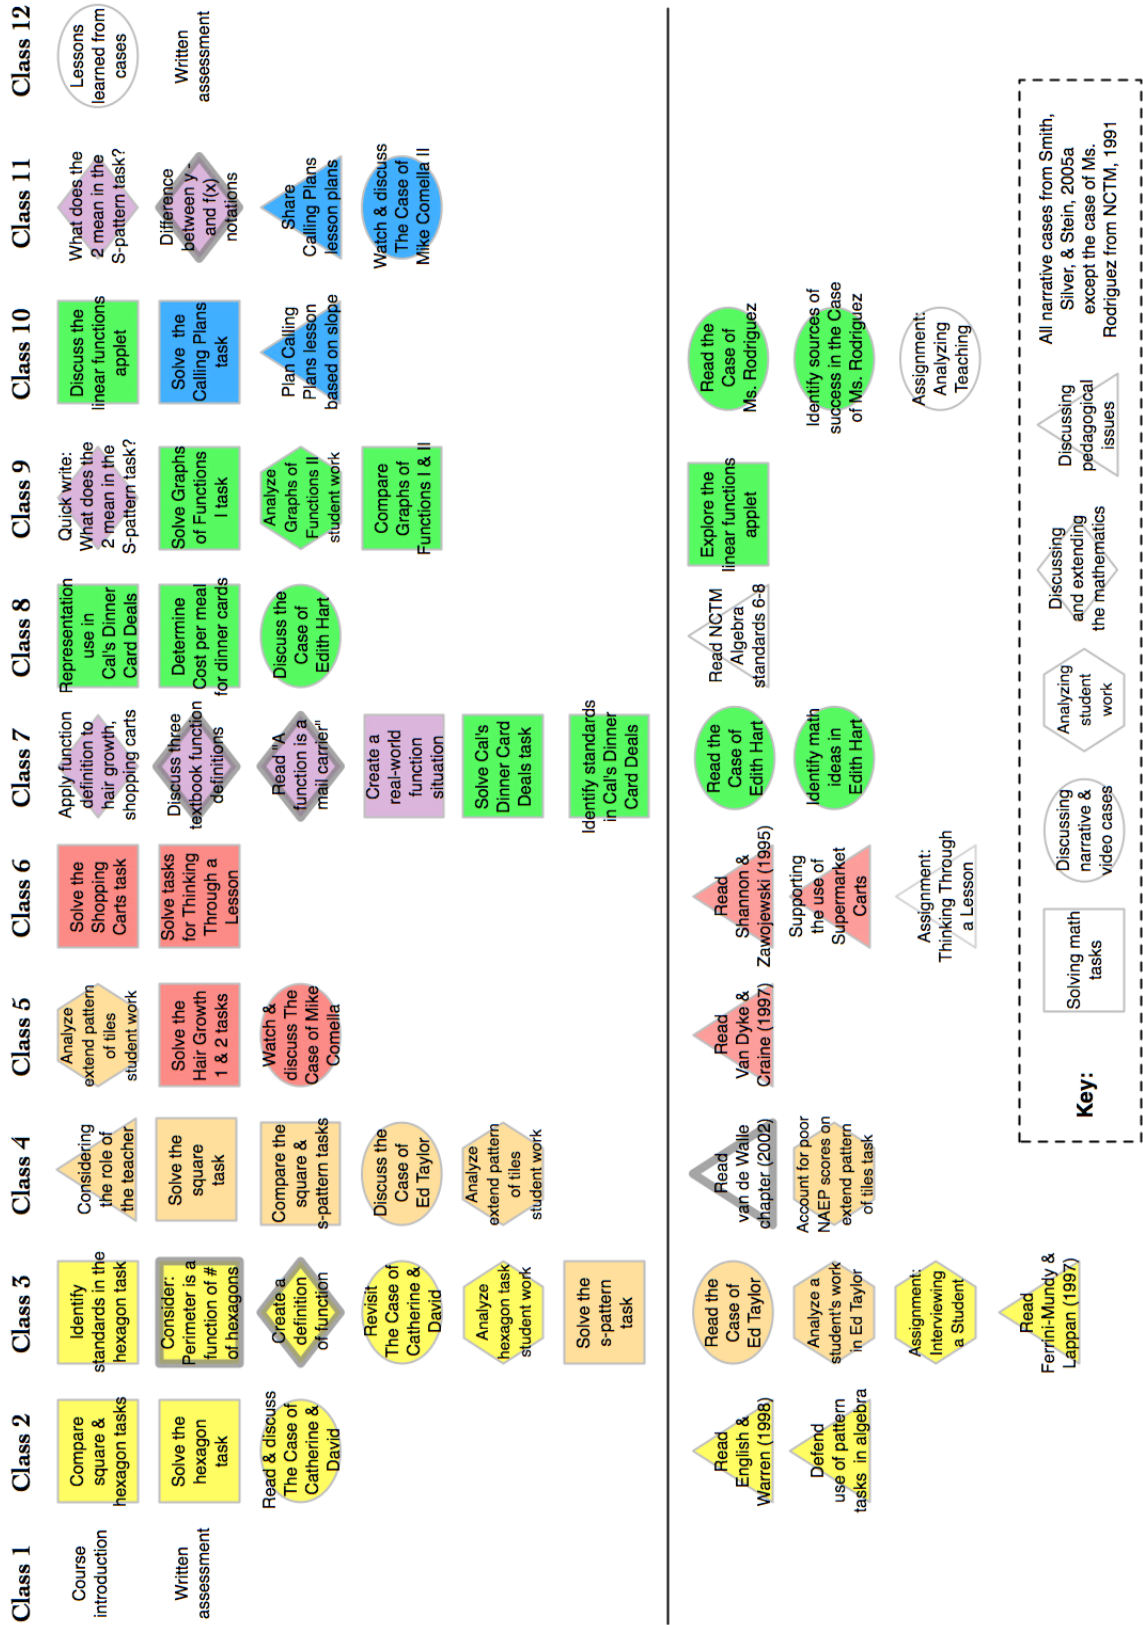 Class 1
Course
introduction
Written
assessment
Class 2
Compare
square &
hexagon tasks
Solve the
hexagon
task
Read & discuss
The Case of
Catherine &
David
Class 3
Identify
standards in the
hexagon task
Consider:
Perimeter is a
function of #
of hexagons
Create a
definition
of function
Revisit
The Case of
Catherine &
David
Analyze
hexagon task
student work
Solve the
s-pattern
task
Class 4
Considering
the role of
the teacher
Solve the
square
task
Compare the
square &
s-pattern tasks
Discuss the
Case of
Ed Taylor
Analyze
extend pattern
of tiles
student work
Class 5
Analyze
extend pattern
of tiles
student work
Solve the
Hair Growth
1 & 2 tasks
Watch &
discuss The
Case of Mike
Comella
Class 6
Solve the
Shopping
Carts task
Solve tasks
for Thinking
Through a
Lesson
Class 7
Apply function
definition to
hair growth,
shopping carts
Discuss three
textbook function
definitions
Read "A
function is a
mail carrier"
Create a
real-world
function
situation
Solve Cal's
Dinner Card
Deals task
Identify standards
in Cal's Dinner
Card Deals
Class 8
Representation
use in
Cal's Dinner
Card Deals
Determine
Cost per meal
for dinner cards
Discuss the
Case of
Edith Hart
Class 9
Quick write:
What does the
2 mean in the
S-pattern task?
Solve Graphs
of Functions
I task
Analyze
Graphs of
Functions II
student work
Compare
Graphs of
Functions I & II
Class 10
Discuss the
linear functions
applet
Solve the
Calling Plans
task
Plan Calling
Plans lesson
based on slope
Class 11
What does the
2 mean in the
S-pattern task?
Difference
between y -
and f(x)
notations
Share
Calling Plans
lesson plans
Watch & discuss
The Case of
Mike Comella II
Class 12
Lessons
learned from
cases
Written
assessment
Read
English &
Warren (1998)
Defend
use of pattern
tasks in algebra
Read the
Case of
Ed Taylor
Analyze a
student's work
in Ed Taylor
Assignment:
Interviewing
a Student
Read
Ferrini-Mundy &
Lappan (1997)
Read
van de Walle
chapter (2002)
Account for poor
NAEP scores on
extend pattern
of tiles task
Read
Van Dyke &
Craine (1997)
Read
Shannon &
Zawojewski (1995)
Supporting
the use of
Supermarket
Carts
Assignment:
Thinking Through
a Lesson
Read the
Case of
Edith Hart
Identify math
ideas in
Edith Hart
Read NCTM
Algebra
standards 6-8
Explore the
linear functions
applet
Read the
Case of
Ms. Rodriguez
Identify sources of
success in the Case
of Ms. Rodriguez
Assignment:
Analyzing
Teaching
Key:
Solving math
tasks
Discussing
narrative &
video cases
Analyzing
student
work
Discussing
and extending
the mathematics
Discussing
pedagogical
issues
All narrative cases from Smith,
Silver, & Stein, 2005a
except the case of Ms.
Rodriguez from NCTM, 1991